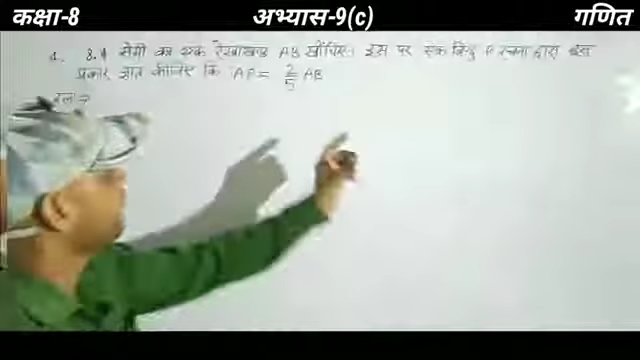 कक्षा-8 अभ्यास-9(c) गणित
4. 8.4 सेमी का एक रेखाखण्ड AB खींचिए। इस पर एक बिन्दु P रचना द्वारा इस
प्रकार ज्ञात कीजिए कि AP = 2/5 AB
हल →